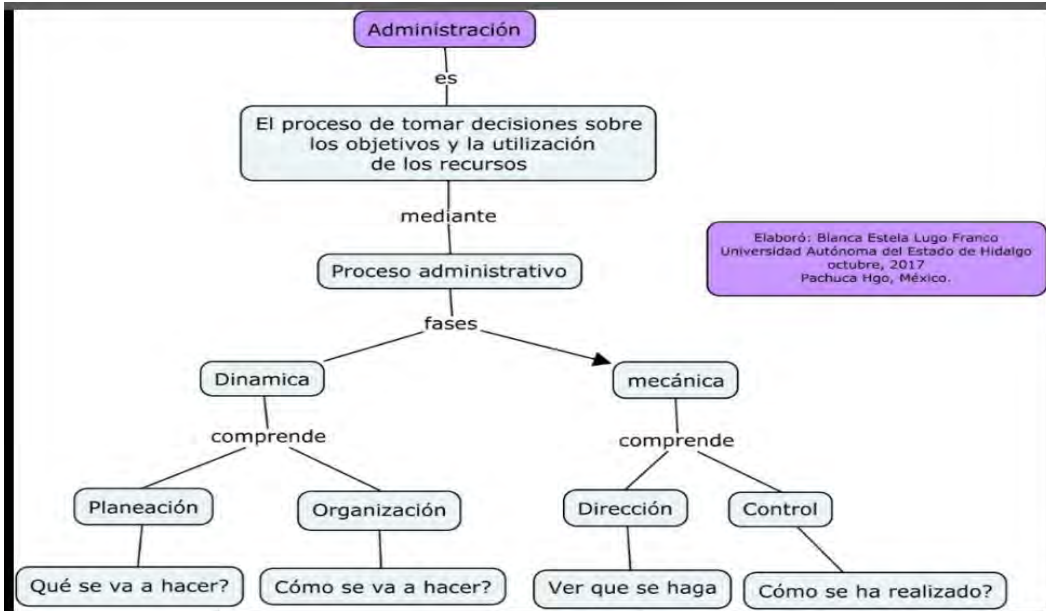 Administración
es
El proceso de tomar decisiones sobre
los objetivos y la utilización
de los recursos
mediante
Elaboró: Blanca Estela Lugo Franco
Universidad Autónoma del Estado de Hidalgo
octubre, 2017
Pachuca Hgo, México.
Proceso administrativo
fases
Dinamica
mecánica
comprende
comprende
Planeación
Organización
Dirección
Control
Qué se va a hacer?
Cómo se va a hacer?
Ver que se haga
Cómo se ha realizado?